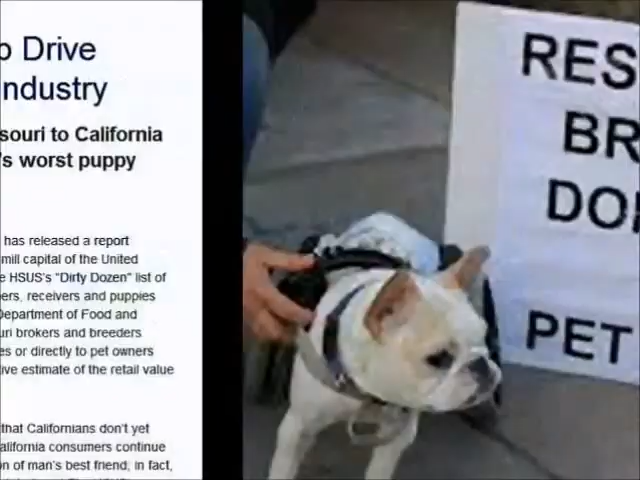 Drive
ndustry
souri to California
's worst puppy
has released a report
mill capital of the United
e HSUS's "Dirty Dozen" list of
ers, receivers and puppies
Department of Food and
uri brokers and breeders
es or directly to pet owners
ive estimate of the retail value
that Californians don't yet
alifornia consumers continue
n of man's best friend; in fact,
RES
BR
DO
PET